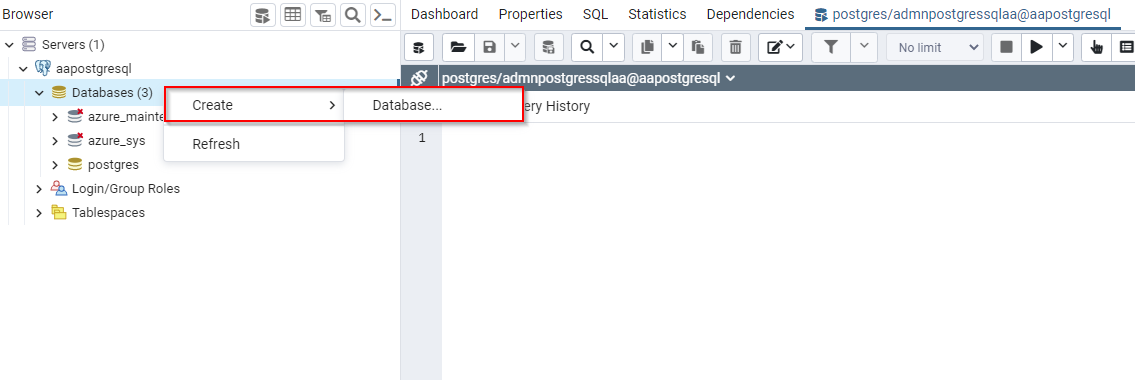 Browser
Dashboard Properties SQL Statistics Dependencies postgres/admnpostgressqlaa@aapostgresql
Servers (1)
No limit
aapostgresql
postgres/admnpostgressqlaa@aapostgresql
Databases (3)
Create Database...
ery History
azure_mainte
1
azure_sys
Refresh
postgres
Login/Group Roles
Tablespaces